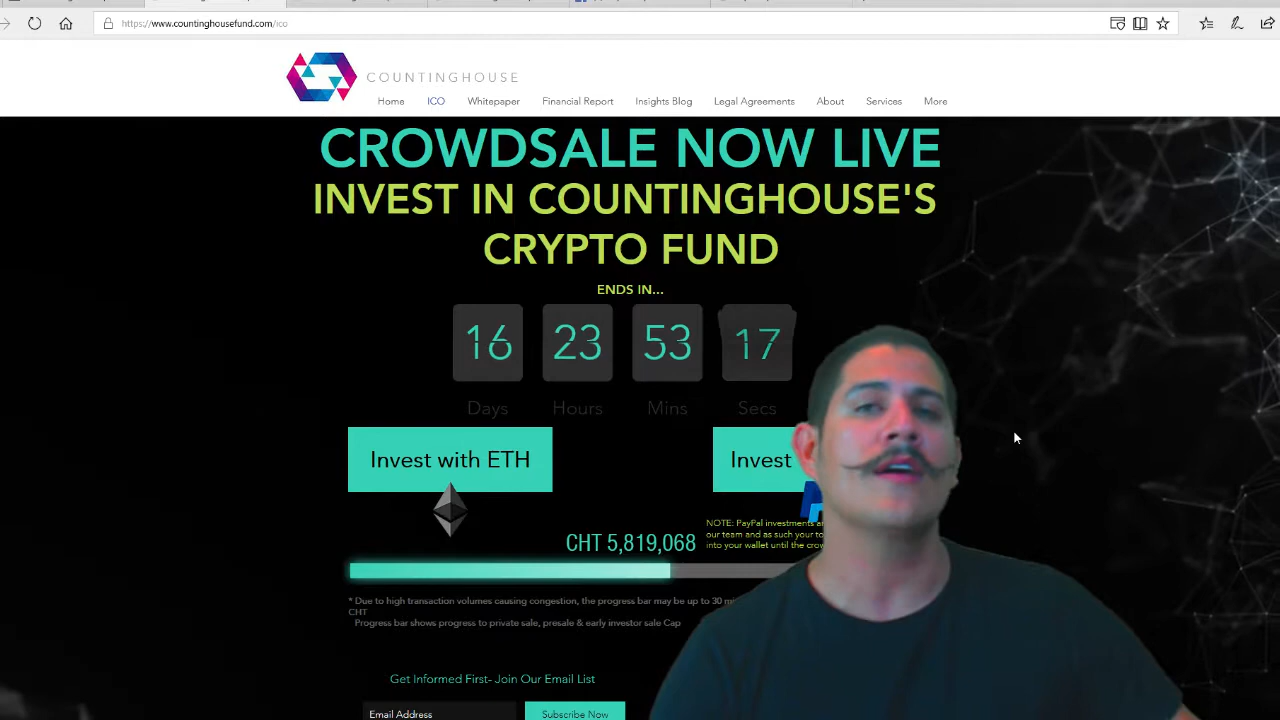 https://www.countinghousefund.com/ico
COUNTINGHOUSE
Home ICO Whitepaper Financial Report Insights Blog Legal Agreements About Services More
CROWDSALE NOW LIVE
INVEST IN COUNTINGHOUSE'S
CRYPTO FUND
ENDS IN...
16 23 53 17
Days Hours Mins Secs
Invest with ETH Invest
NOTE: PayPal investments
our team and as such your
into your wallet until the
CHT 5,819,068
* Due to high transaction volumes causing congestion, the progress bar may be up to 30
CHT
Progress bar shows progress to private sale, presale & early investor sale Cap
Get Informed First- Join Our Email List
Email Address Subscribe Now